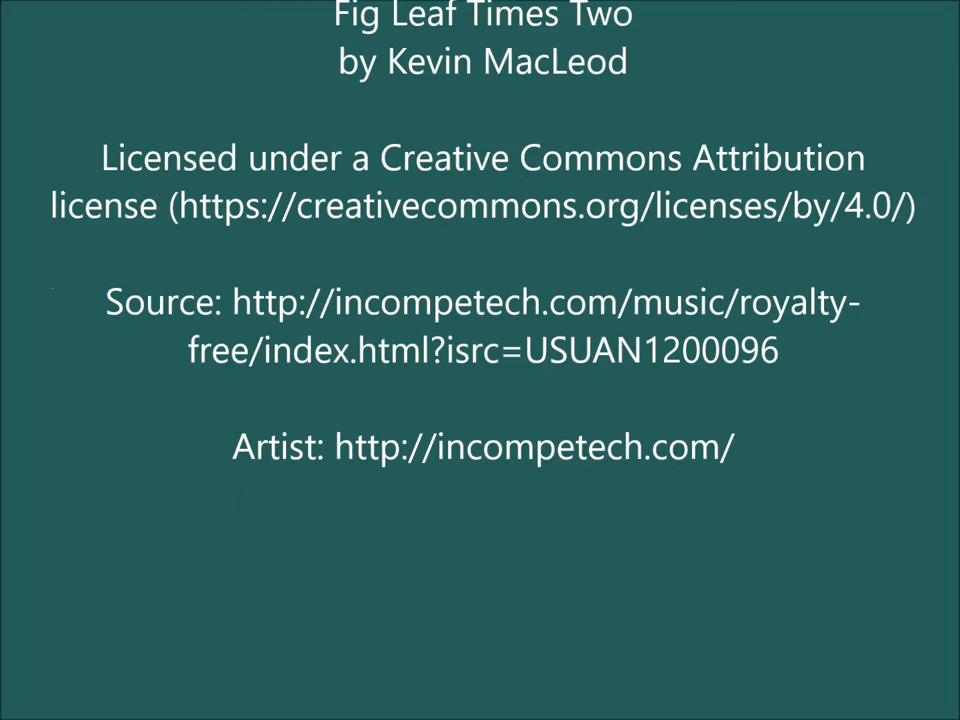 Fig Leaf Times Two
by Kevin MacLeod
Licensed under a Creative Commons Attribution
license (https://creativecommons.org/licenses/by/4.0/)
Source: http://incompetech.com/music/royalty-
free/index.html?isrc=USUAN1200096
Artist: http://incompetech.com/